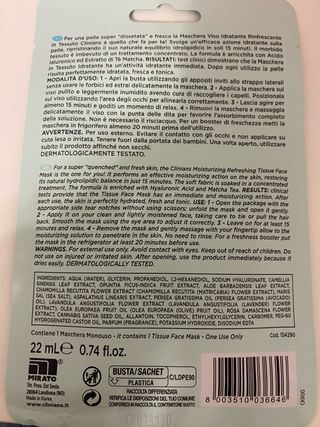 Per una pelle super "dissetata" e fresca la Maschera Viso Idratante Rinfrescante
in Tessuto Clinians è quello che fa per te! Svolge un'efficace azione idratante sulla
pelle, ripristinando il suo naturale equilibrio idrolipidico in soli 15 minuti. Il morbido
tessuto è imbevuto di un trattamento completo. La formula è arricchita con Acido
Ialuronico ed Estratto di Tè Matcha. RISULTATI: test clinici dimostrano che la Maschera
in Tessuto Idratante ha un'attività idratante immediata. Dopo ogni utilizzo la pelle
risulta perfettamente idratata, fresca e tonica.
MODALITÀ D'USO: 1 - Apri la busta utilizzando gli appositi inviti allo strappo laterali
senza usare le forbici ed estrai delicatamente la maschera. 2 - Applica la maschera sul
viso pulito e leggermente inumidito avendo cura di raccogliere i capelli. Posizionala
sul viso utilizzando l'area degli occhi per allinearla correttamente. 3 - Lascia agire per
almeno 15 minuti e goditi un momento di relax. 4 - Rimuovi la maschera e massaggia
delicatamente il viso con la punta delle dita per favorire l'assorbimento completo
della soluzione. Non è necessario il risciacquo. Per un booster di freschezza metti la
maschera in frigorifero almeno 20 minuti prima dell'utilizzo.
AVVERTENZE. Per uso esterno. Evitare il contatto con gli occhi e non applicare su
cute lesa o irritata. Tenere fuori dalla portata dei bambini. Una volta aperto, utilizzare
subito il prodotto affinché non secchi.
DERMATOLOGICAMENTE TESTATO.
For a super "quenched" and fresh skin, the Clinians Moisturizing Refreshing Tissue Face
Mask is the one for you! It performs an effective moisturizing action on the skin, restoring
its natural hydrolipidic balance in just 15 minutes. The soft fabric is soaked in a concentrated
treatment. The formula is enriched with Hyaluronic Acid and Matcha Tea. RESULTS: clinical
tests provide that the Tissue Face Mask has an immediate and moisturizing action. After
each use, the skin is perfectly hydrated, fresh and tonic. USE: 1 - Open the package with the
appropriate side tear notches without using scissors; unfold the mask and open it gently.
2 - Apply it on your clean and lightly moistened face, taking care to tie or pull the hair
back. Smooth the mask using the eye area to adjust it correctly. 3 - Leave on for at least 15
minutes and relax. 4 - Remove the mask and gently massage with your fingertip allow to the
moisturizing solution to penetrate in the skin. No need to rinse. For a freshness booster put
the mask in the refrigerator at least 20 minutes before use.
WARNINGS. For external use only. Avoid contact with eyes. Keep out of reach of children. Do
not use on injured or irritated skin. After opening, use the product immediately because it
dries easily. DERMATOLOGICALLY TESTED.
INGREDIENTS: AQUA (WATER), GLYCERIN, PROPANEDIOL, 1,2-HEXANEDIOL, SODIUM HYALURONATE, CAMELLIA
SINENSIS LEAF EXTRACT, OPUNTIA FICUS-INDICA FRUIT EXTRACT, ALOE BARBADENSIS LEAF EXTRACT,
CHAMOMILLA RECUTITA FLOWER EXTRACT (CHAMOMILLA RECUTITA (MATRICARIA) FLOWER EXTRACT), MARIS
SAL (SEA SALT), ASPALATHUS LINEARIS EXTRACT, PERSEA GRATISSIMA EXTRACT (PERSEA GRATISSIMA (AVOCADO)
EXTRACT), LAVANDULA ANGUSTIFOLIA FLOWER EXTRACT (LAVANDULA ANGUSTIFOLIA (LAVENDER)
EXTRACT), OLEA EUROPAEA FRUIT OIL (OLEA EUROPAEA (OLIVE) FRUIT OIL), ROSA DAMASCENA FLOWER
WATER, CANNABIS SATIVA SEED OIL, ALLANTOIN, TOCOPHEROL, ETHYLHEXYLGLYCERIN, CARBOMER, PEG-60
HYDROGENATED CASTOR OIL, PARFUM (FRAGRANCE), POTASSIUM HYDROXIDE, DISODIUM EDTA
Contiene 1 Maschera Monouso - It contains 1 Tissue Face Mask - One Use Only
Cod. 154290
22 mL e 0.74 fl.oz.
MIRATO
Str. Prov. Est Sesia
28064 Landiona (NO)
Made in Korea
www.clinians.it
BUSTA/SACHET
PLASTICA
C/LDPE90
RACCOLTA DIFFERENZIATA
VERIFICA LE DISPOSIZIONI DEL TUO COMUNE
CONFERIRE NELLA RACCOLTA, SVUOTATO
8 003510 036646